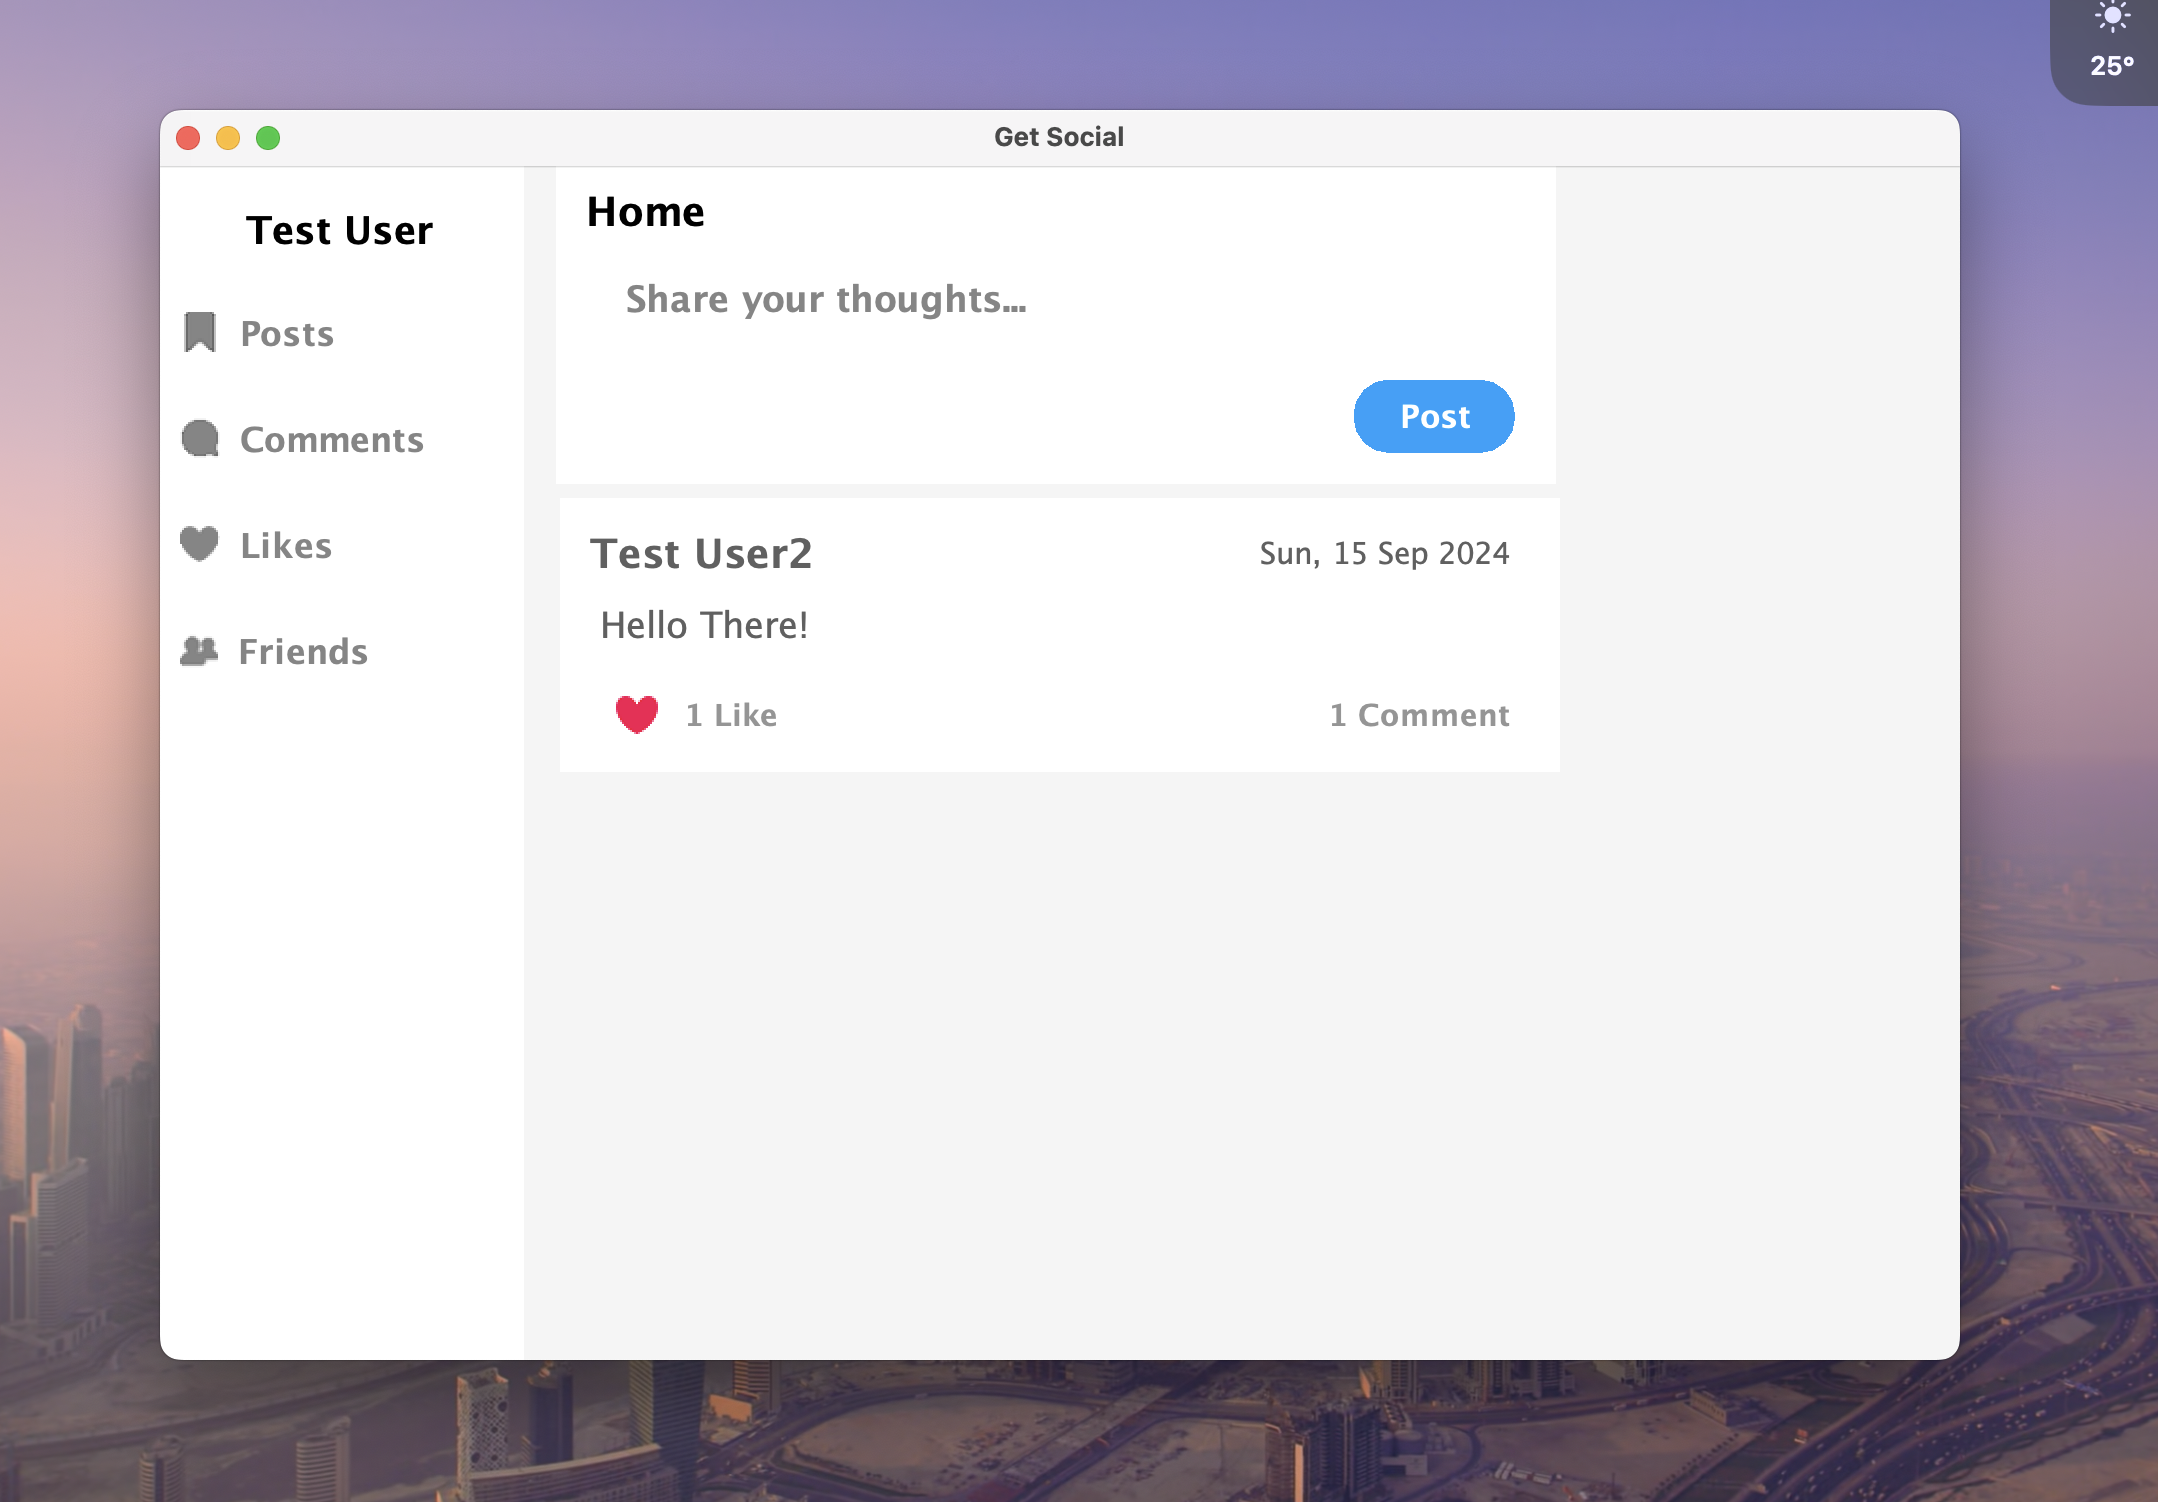 25°
Get Social
Test User
Posts
Comments
Likes
Friends
Home
Share your thoughts...
Post
Test User2
Sun, 15 Sep 2024
Hello There!
1 Like
1 Comment